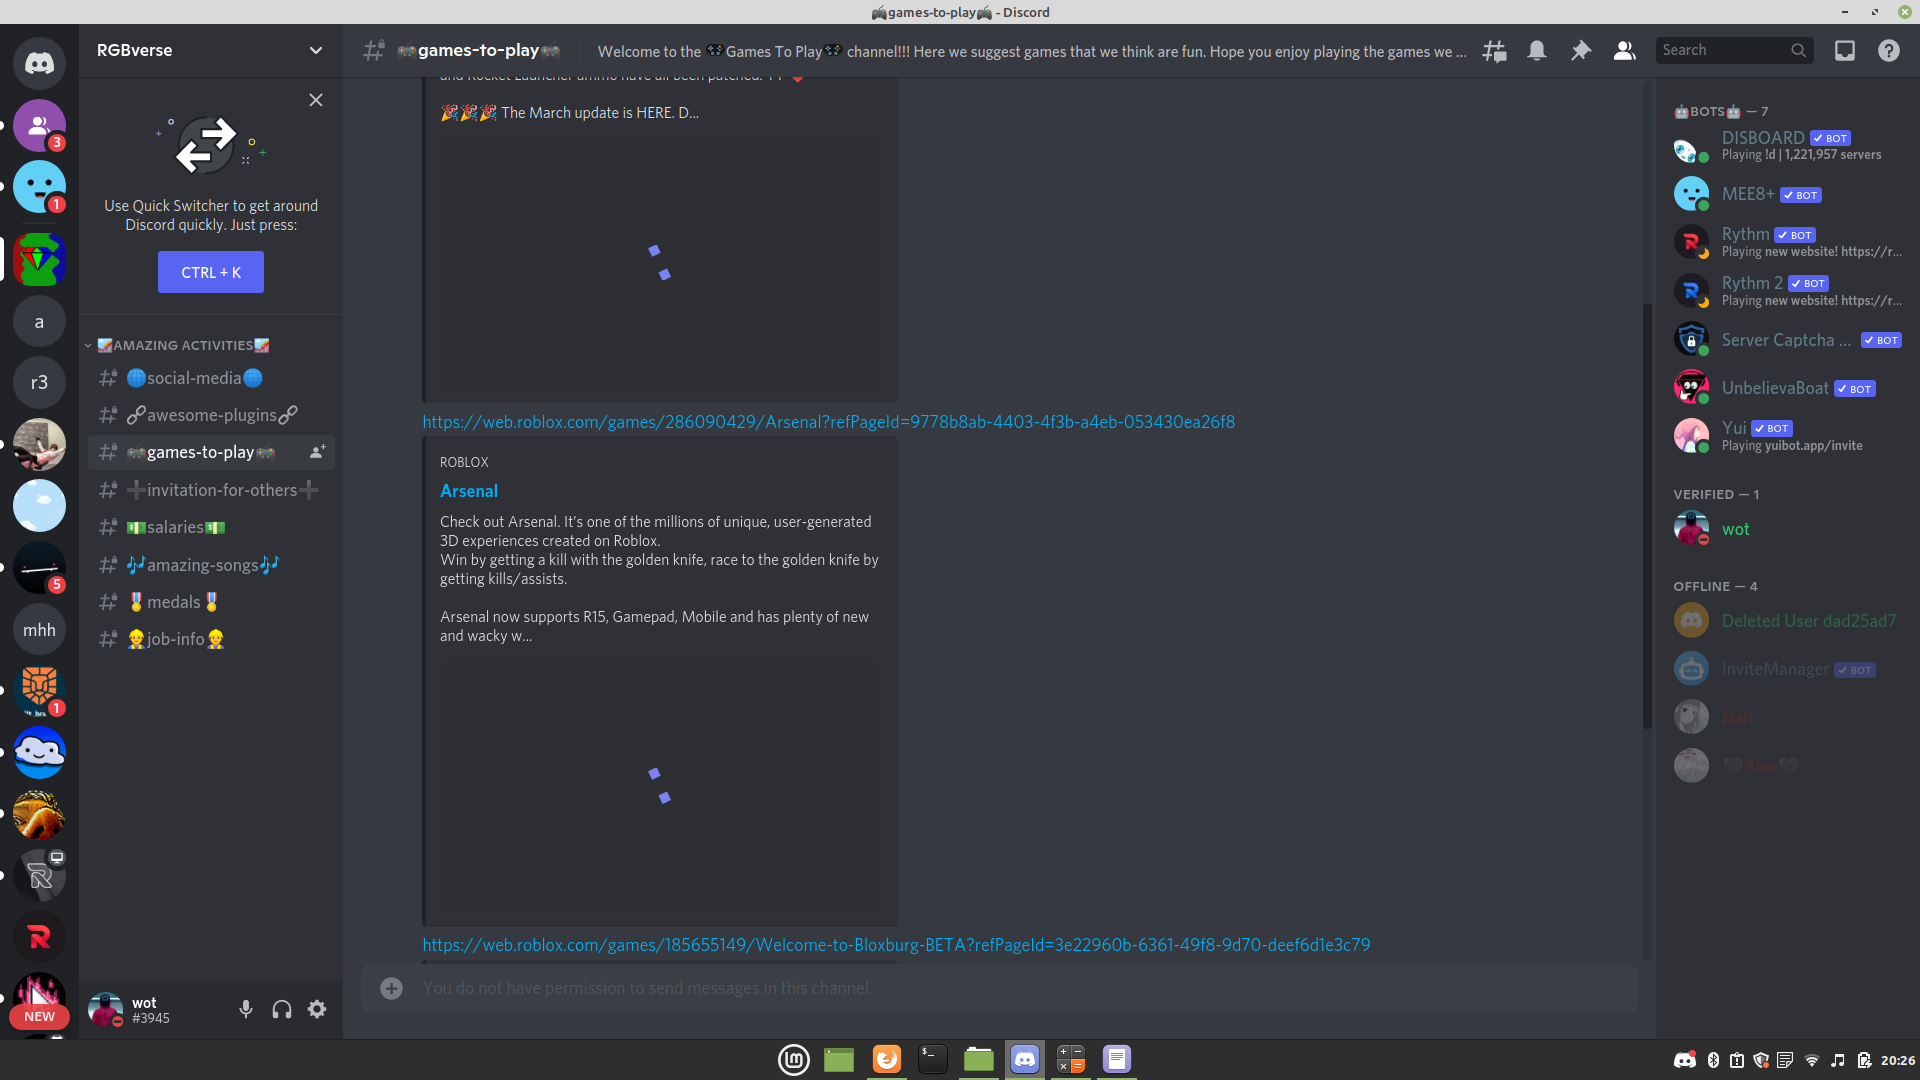 🎮games-to-play🎮 - Discord
RGBverse
🎮games-to-play🎮
Welcome to the 🎮Games To Play🎮 channel!!! Here we suggest games that we think are fun. Hope you enjoy playing the games we ...
Search
3
1
a
r3
5
mhh
1
NEW
Use Quick Switcher to get around
Discord quickly. Just press:
CTRL + K
AMAZING ACTIVITIES
🌐social-media🌐
🔗awesome-plugins🔗
🎮games-to-play🎮
➕invitation-for-others➕
💵salaries💵
🎶amazing-songs🎶
🎖️medals🎖️
👷job-info👷
wot
#3945
and Rocket Launcher ammo have all been patched.
🎉🎉🎉 The March update is HERE. D...
https://web.roblox.com/games/286090429/Arsenal?refPageId=9778b8ab-4403-4f3b-a4eb-053430ea26f8
ROBLOX
Arsenal
Check out Arsenal. It's one of the millions of unique, user-generated
3D experiences created on Roblox.
Win by getting a kill with the golden knife, race to the golden knife by
getting kills/assists.
Arsenal now supports R15, Gamepad, Mobile and has plenty of new
and wacky w...
https://web.roblox.com/games/185655149/Welcome-to-Bloxburg-BETA?refPageId=3e22960b-6361-49f8-9d70-deef6d1e3c79
You do not have permission to send messages in this channel.
🤖BOTS🤖 — 7
DISBOARD BOT
Playing !d | 1,221,957 servers
MEE8+ BOT
Rythm BOT
Playing new website! https://r...
Rythm 2 BOT
Playing new website! https://r...
Server Captcha ... BOT
UnbelievaBoat BOT
Yui BOT
Playing yuibot.app/invite
VERIFIED — 1
wot
OFFLINE — 4
Deleted User dad25ad7
InviteManager BOT
Nafi
🖤Alex🖤
20:26